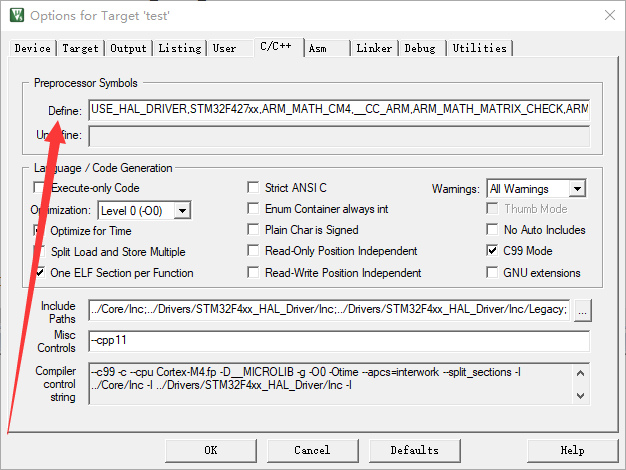 Options for Target 'test'
Device Target Output Listing User C/C++ Asm Linker Debug Utilities
Preprocessor Symbols
Define: USE_HAL_DRIVER,STM32F427xx,ARM_MATH_CM4,__CC_ARM,ARM_MATH_MATRIX_CHECK,ARM
Undefine:
Language / Code Generation
Execute-only Code Strict ANSI C Warnings: All Warnings
Optimization: Level 0 (-O0) Enum Container always int Thumb Mode
Optimize for Time Plain Char is Signed No Auto Includes
Split Load and Store Multiple Read-Only Position Independent C99 Mode
One ELF Section per Function Read-Write Position Independent GNU extensions
Include Paths ../Core/Inc;../Drivers/STM32F4xx_HAL_Driver/Inc;../Drivers/STM32F4xx_HAL_Driver/Inc/Legacy; ...
Misc Controls --cpp11
Compiler control string --c99 -c --cpu Cortex-M4.fp -D__MICROLIB -g -O0 -Otime --apcs=interwork --split_sections -I
../Core/Inc -I ../Drivers/STM32F4xx_HAL_Driver/Inc -I
OK Cancel Defaults Help